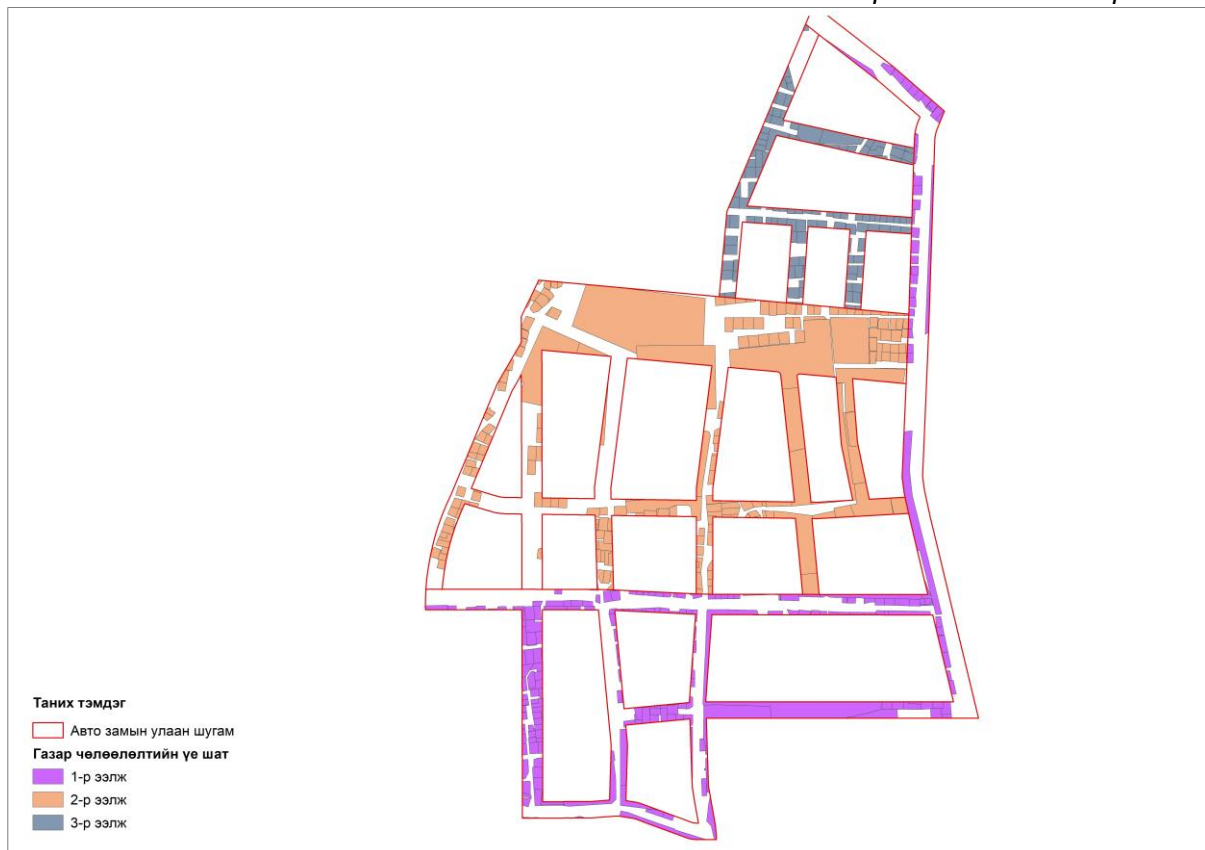 Таних тэмдэг
Авто замын улаан шугам
Газар чөлөөлөлтийн үе шат
1-р ээлж
2-р ээлж
3-р ээлж